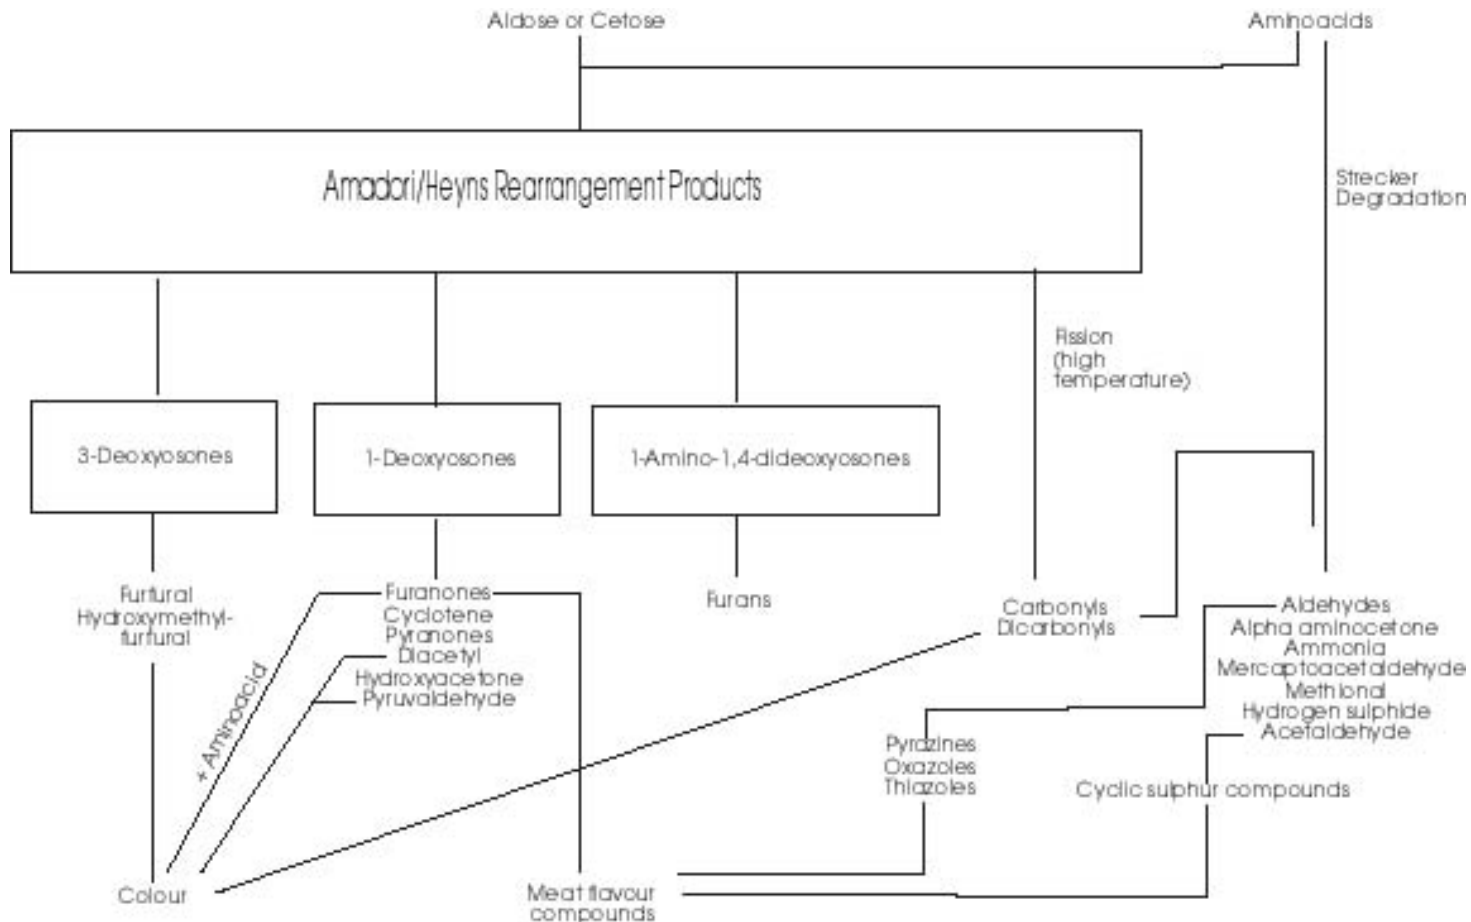 Aldose or Cetose
Aminoacids
Amadori/Heyns Rearrangement Products
Strecker
Degradation
Fission
(high
temperature)
3-Deoxyosones
1-Deoxyosones
1-Amino-1,4-dideoxyosones
Furfural
Hydroxymethyl-
furfural
Furanones
Cyclotene
Pyranones
Diacetyl
Hydroxyacetone
Pyruvaldehyde
Furans
Carbonyls
Dicarbonyls
Aldehydes
Alpha aminocetone
Ammonia
Mercaptoacetaldehyde
Methional
Hydrogen sulphide
Acetaldehyde
+ Aminoacid
Pyrazines
Oxazoles
Thiazoles
Cyclic sulphur compounds
Colour
Meat flavour
compounds